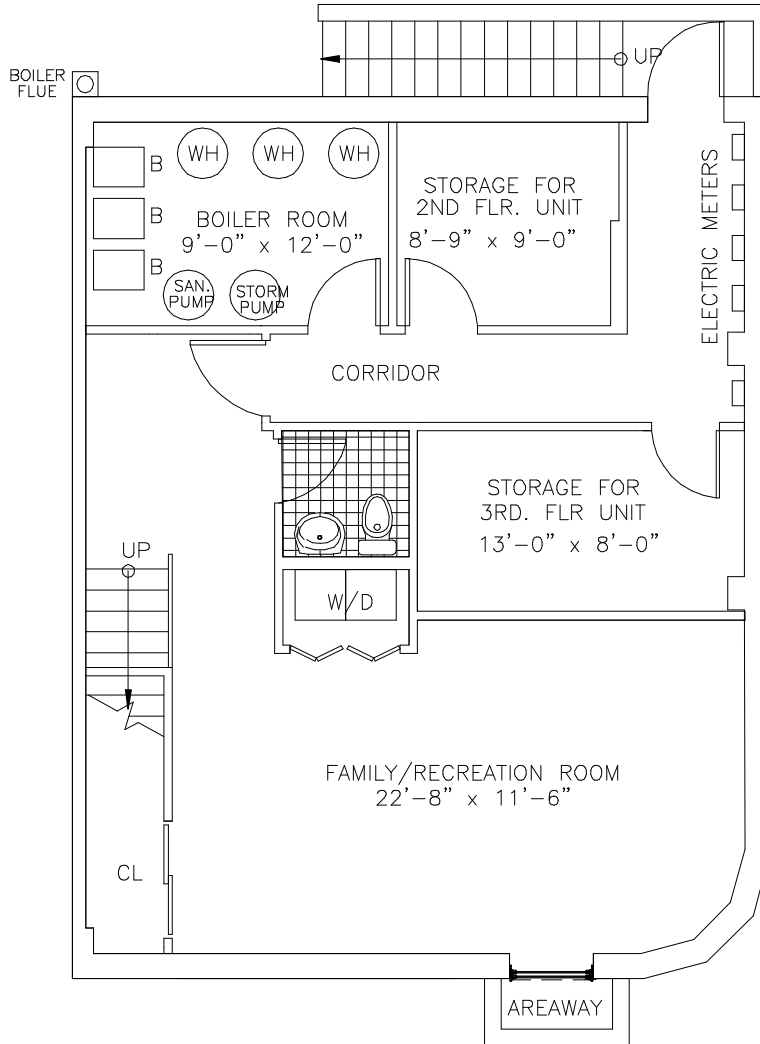 UP
BOILER
FLUE
WH
WH
WH
B
B
B
BOILER ROOM
9'-0" x 12'-0"
SAN.
PUMP
STORM
PUMP
STORAGE FOR
2ND FLR. UNIT
8'-9" x 9'-0"
ELECTRIC METERS
CORRIDOR
STORAGE FOR
3RD. FLR UNIT
13'-0" x 8'-0"
UP
W/D
FAMILY/RECREATION ROOM
22'-8" x 11'-6"
CL
AREAWAY